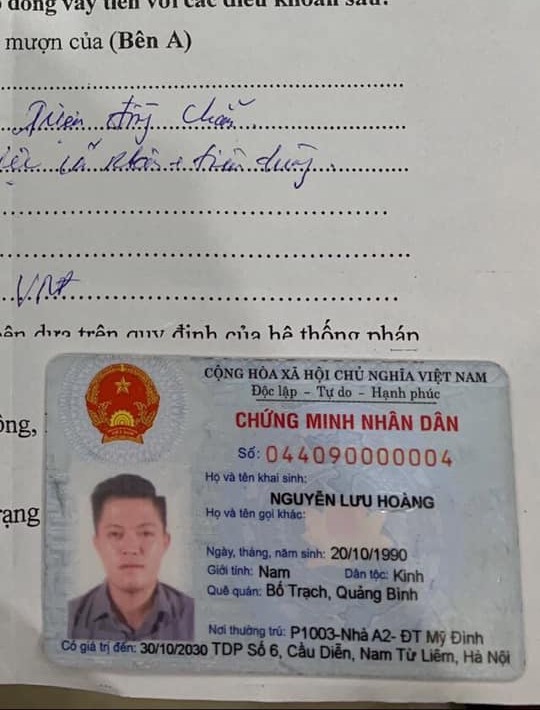 đồng vay tiền với các điều khoản sau:
mượn của (Bên A)
VNĐ
dựa trên quy định của hệ thống pháp
ông,
rạng
CỘNG HÒA XÃ HỘI CHỦ NGHĨA VIỆT NAM
Độc lập - Tự do - Hạnh phúc
CHỨNG MINH NHÂN DÂN
Số: 044090000004
Họ và tên khai sinh:
NGUYỄN LƯU HOÀNG
Họ và tên gọi khác:
Ngày, tháng, năm sinh: 20/10/1990
Giới tính: Nam Dân tộc: Kinh
Quê quán: Bố Trạch, Quảng Bình
Nơi thường trú: P1003-Nhà A2- ĐT Mỹ Đình
Có giá trị đến: 30/10/2030 TDP Số 6, Cầu Diễn, Nam Từ Liêm, Hà Nội